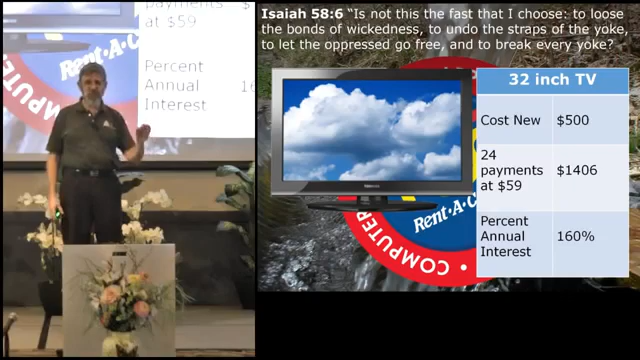 Isaiah 58:6 "Is not this the fast that I choose: to loose
the bonds of wickedness, to undo the straps of the yoke,
to let the oppressed go free, and to break every yoke?
32 inch TV
Cost New $500
24
payments
at $59
$1406
Percent
Annual
Interest
160%
Rent-A-C
COMPUTE
payments
at $59
Percent
Annual
Interest
16
Rent-A
COMPUTER